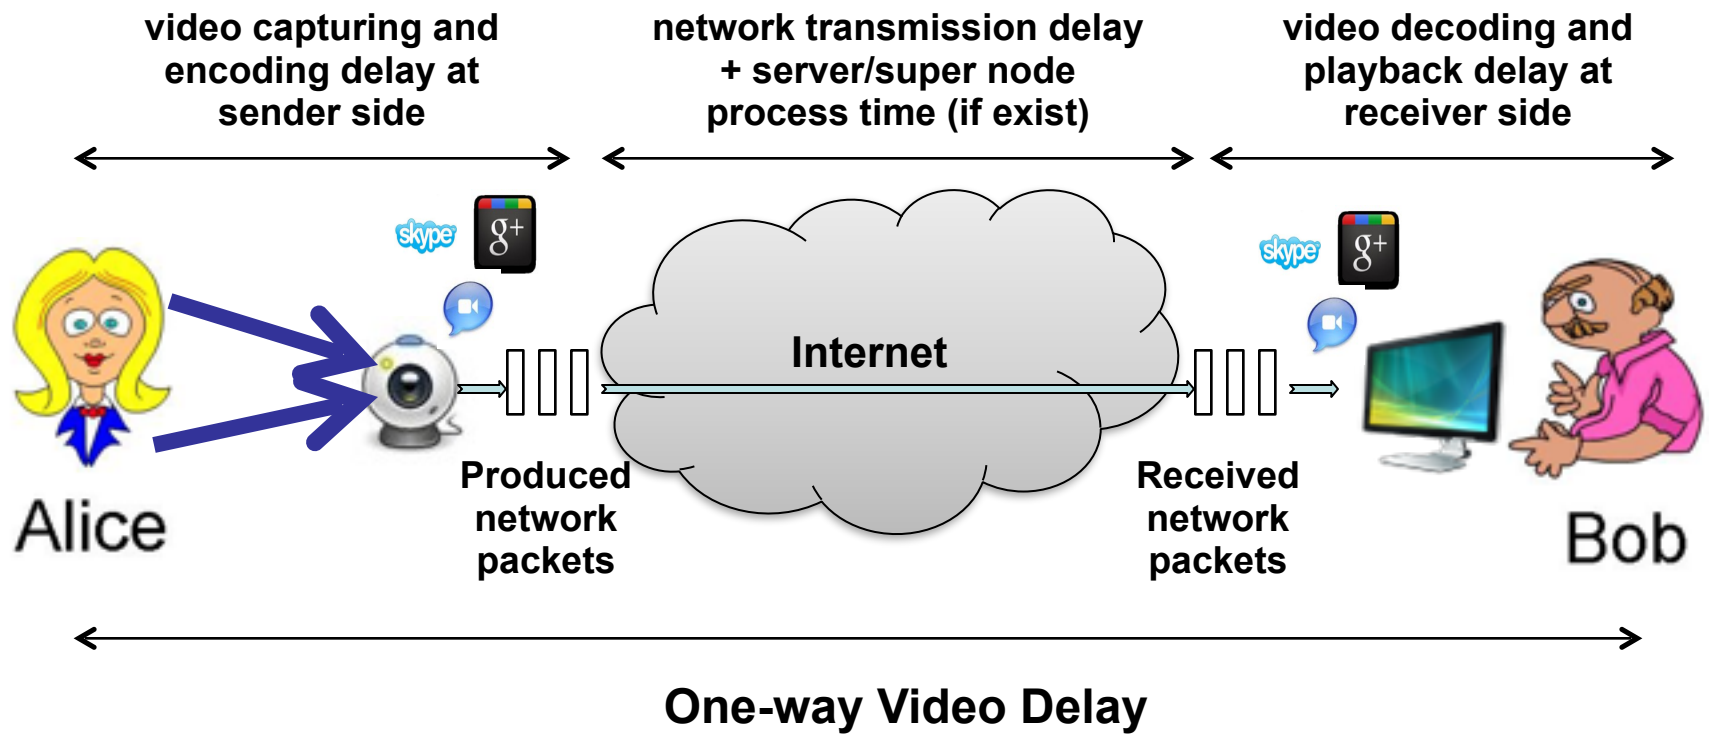 video capturing and
encoding delay at
sender side
network transmission delay
+ server/super node
process time (if exist)
video decoding and
playback delay at
receiver side
skype
g+
skype
g+
Internet
Alice
Produced
network
packets
Received
network
packets
Bob
One-way Video Delay